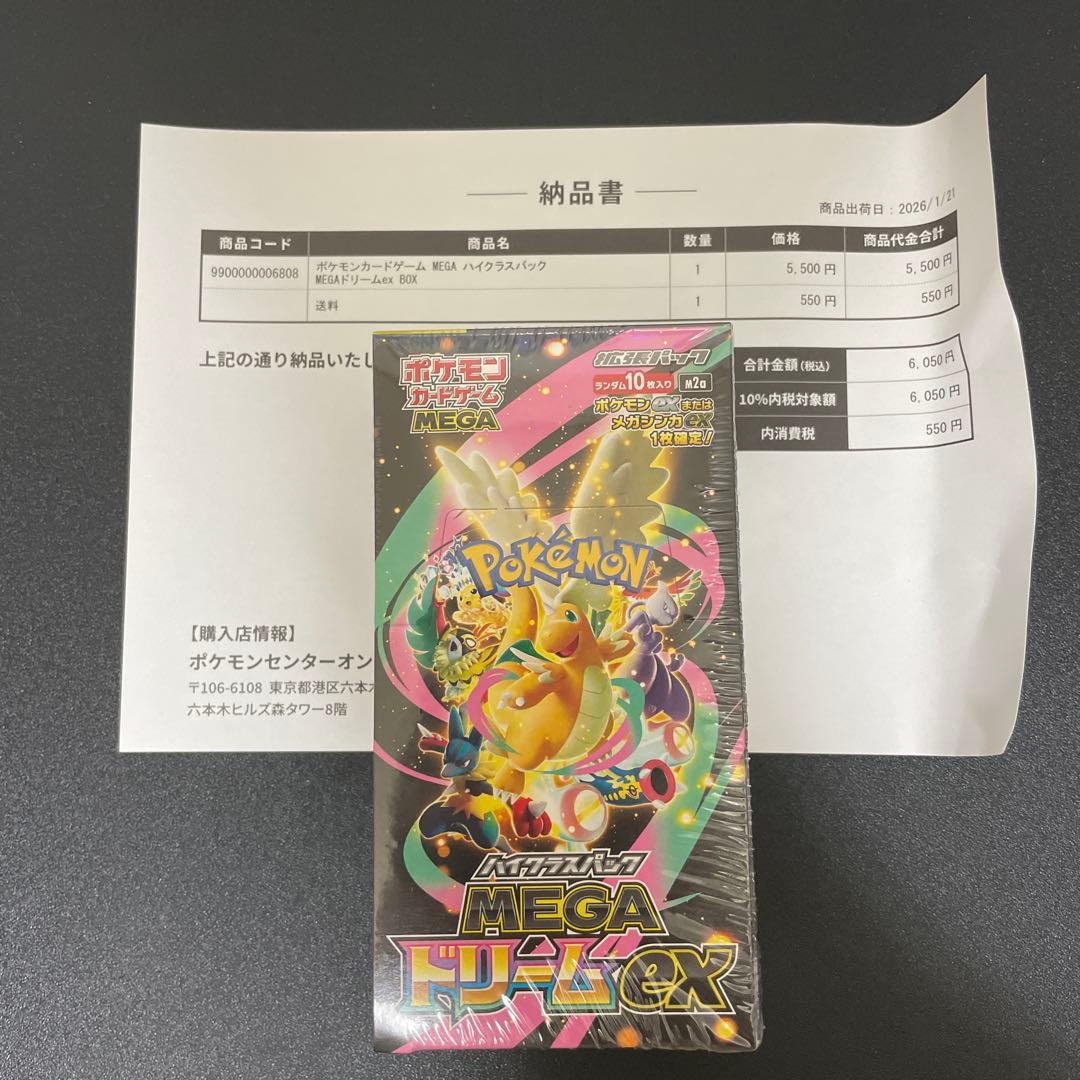 納品書
商品出荷日：2026/1/21
商品コード 商品名 数量 価格 商品代金合計
9900000006808 ポケモンカードゲーム MEGA ハイクラスパック 1 5,500円 5,500円
MEGAドリームex BOX
送料 1 550円 550円
上記の通り納品いたし
合計金額(税込) 6,050円
10%内税対象額 6,050円
内消費税 550円
【購入店情報】
ポケモンセンターオン
〒106-6108 東京都港区六本
六本木ヒルズ森タワー8階
ポケモン
カードゲーム
MEGA
拡張パック
ランダム10枚入り M2a
ポケモンexまたは
メガシンカex
1枚確定!
POKéMON
ハイクラスパック
MEGA
ドリームex